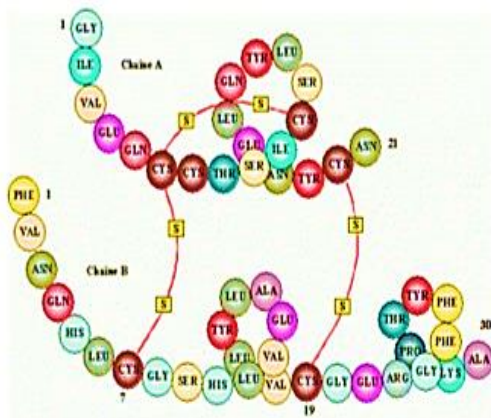 1 GLY
ILE
VAL
GLU
GLN
CYS
CYS
THR
SER
ILE
CYS
SER
LEU
TYR
GLN
LEU
GLU
ASN
TYR
CYS
ASN
21
Chaine A
S
S
S
S
S
S
PHE 1
VAL
ASN
GLN
HIS
LEU
CYS
7
GLY
SER
HIS
LEU
VAL
GLU
ALA
LEU
TYR
LEU
VAL
CYS
19
GLY
GLU
ARG
GLY
PHE
PHE
TYR
THR
PRO
LYS
ALA
30
Chaine B